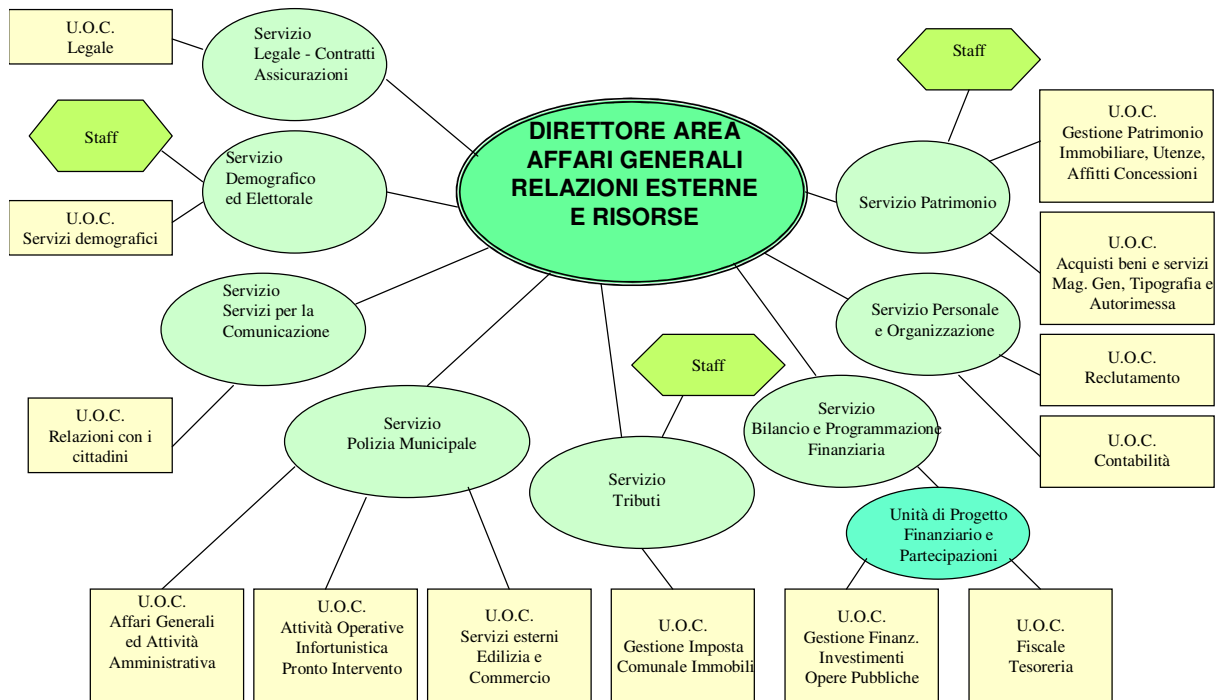 U.O.C.
Legale
Servizio
Legale - Contratti
Assicurazioni
Staff
Servizio
Demografico
ed Elettorale
U.O.C.
Servizi demografici
Servizio
Servizi per la
Comunicazione
U.O.C.
Relazioni con i
cittadini
DIRETTORE AREA
AFFARI GENERALI
RELAZIONI ESTERNE
E RISORSE
Staff
Servizio Patrimonio
U.O.C.
Gestione Patrimonio
Immobiliare, Utenze,
Affitti Concessioni
U.O.C.
Acquisti beni e servizi
Mag. Gen, Tipografia e
Autorimessa
Servizio Personale
e Organizzazione
U.O.C.
Reclutamento
U.O.C.
Contabilità
Servizio
Polizia Municipale
Staff
Servizio
Tributi
Servizio
Bilancio e Programmazione
Finanziaria
Unità di Progetto
Finanziario e
Partecipazioni
U.O.C.
Affari Generali
ed Attività
Amministrativa
U.O.C.
Attività Operative
Infortunistica
Pronto Intervento
U.O.C.
Servizi esterni
Edilizia e
Commercio
U.O.C.
Gestione Imposta
Comunale Immobili
U.O.C.
Gestione Finanz.
Investimenti
Opere Pubbliche
U.O.C.
Fiscale
Tesoreria